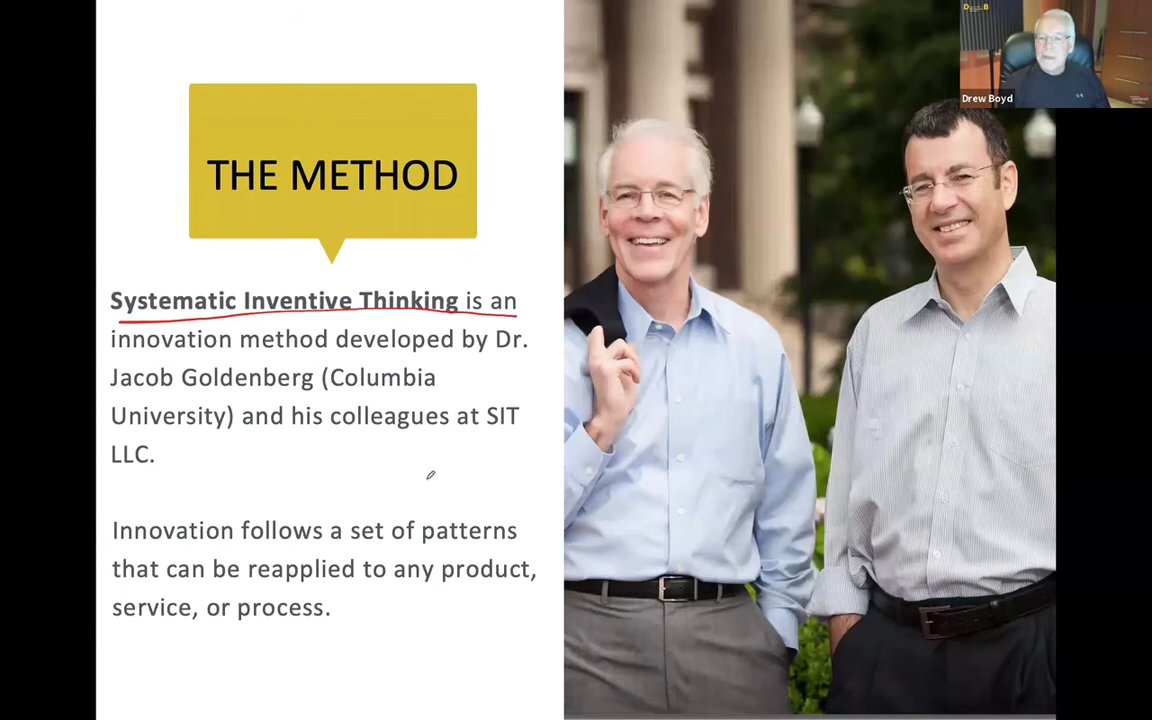 THE METHOD
Systematic Inventive Thinking is an
innovation method developed by Dr.
Jacob Goldenberg (Columbia
University) and his colleagues at SIT
LLC.
Innovation follows a set of patterns
that can be reapplied to any product,
service, or process.
D B
Drew Boyd